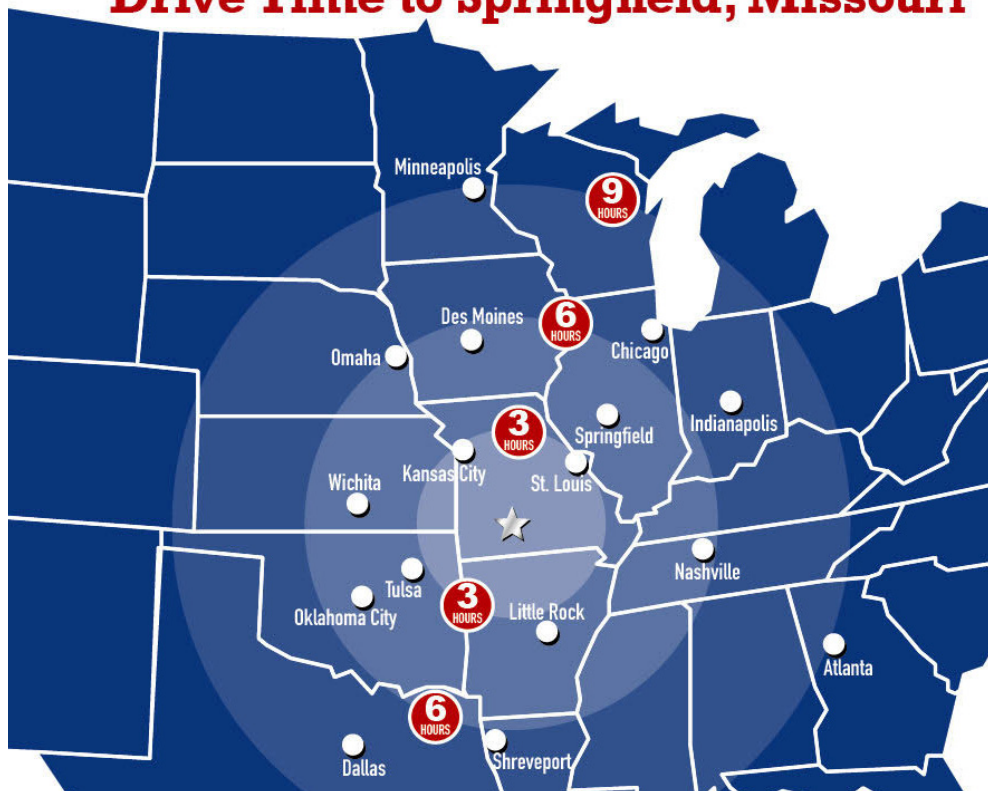 Drive Time to Springfield, Missouri
Minneapolis
9
HOURS
Des Moines
6
HOURS
Omaha
Chicago
3
HOURS
Springfield
Indianapolis
Kansas City
St. Louis
Wichita
Nashville
Tulsa
3
HOURS
Oklahoma City
Little Rock
Atlanta
6
HOURS
Shreveport
Dallas